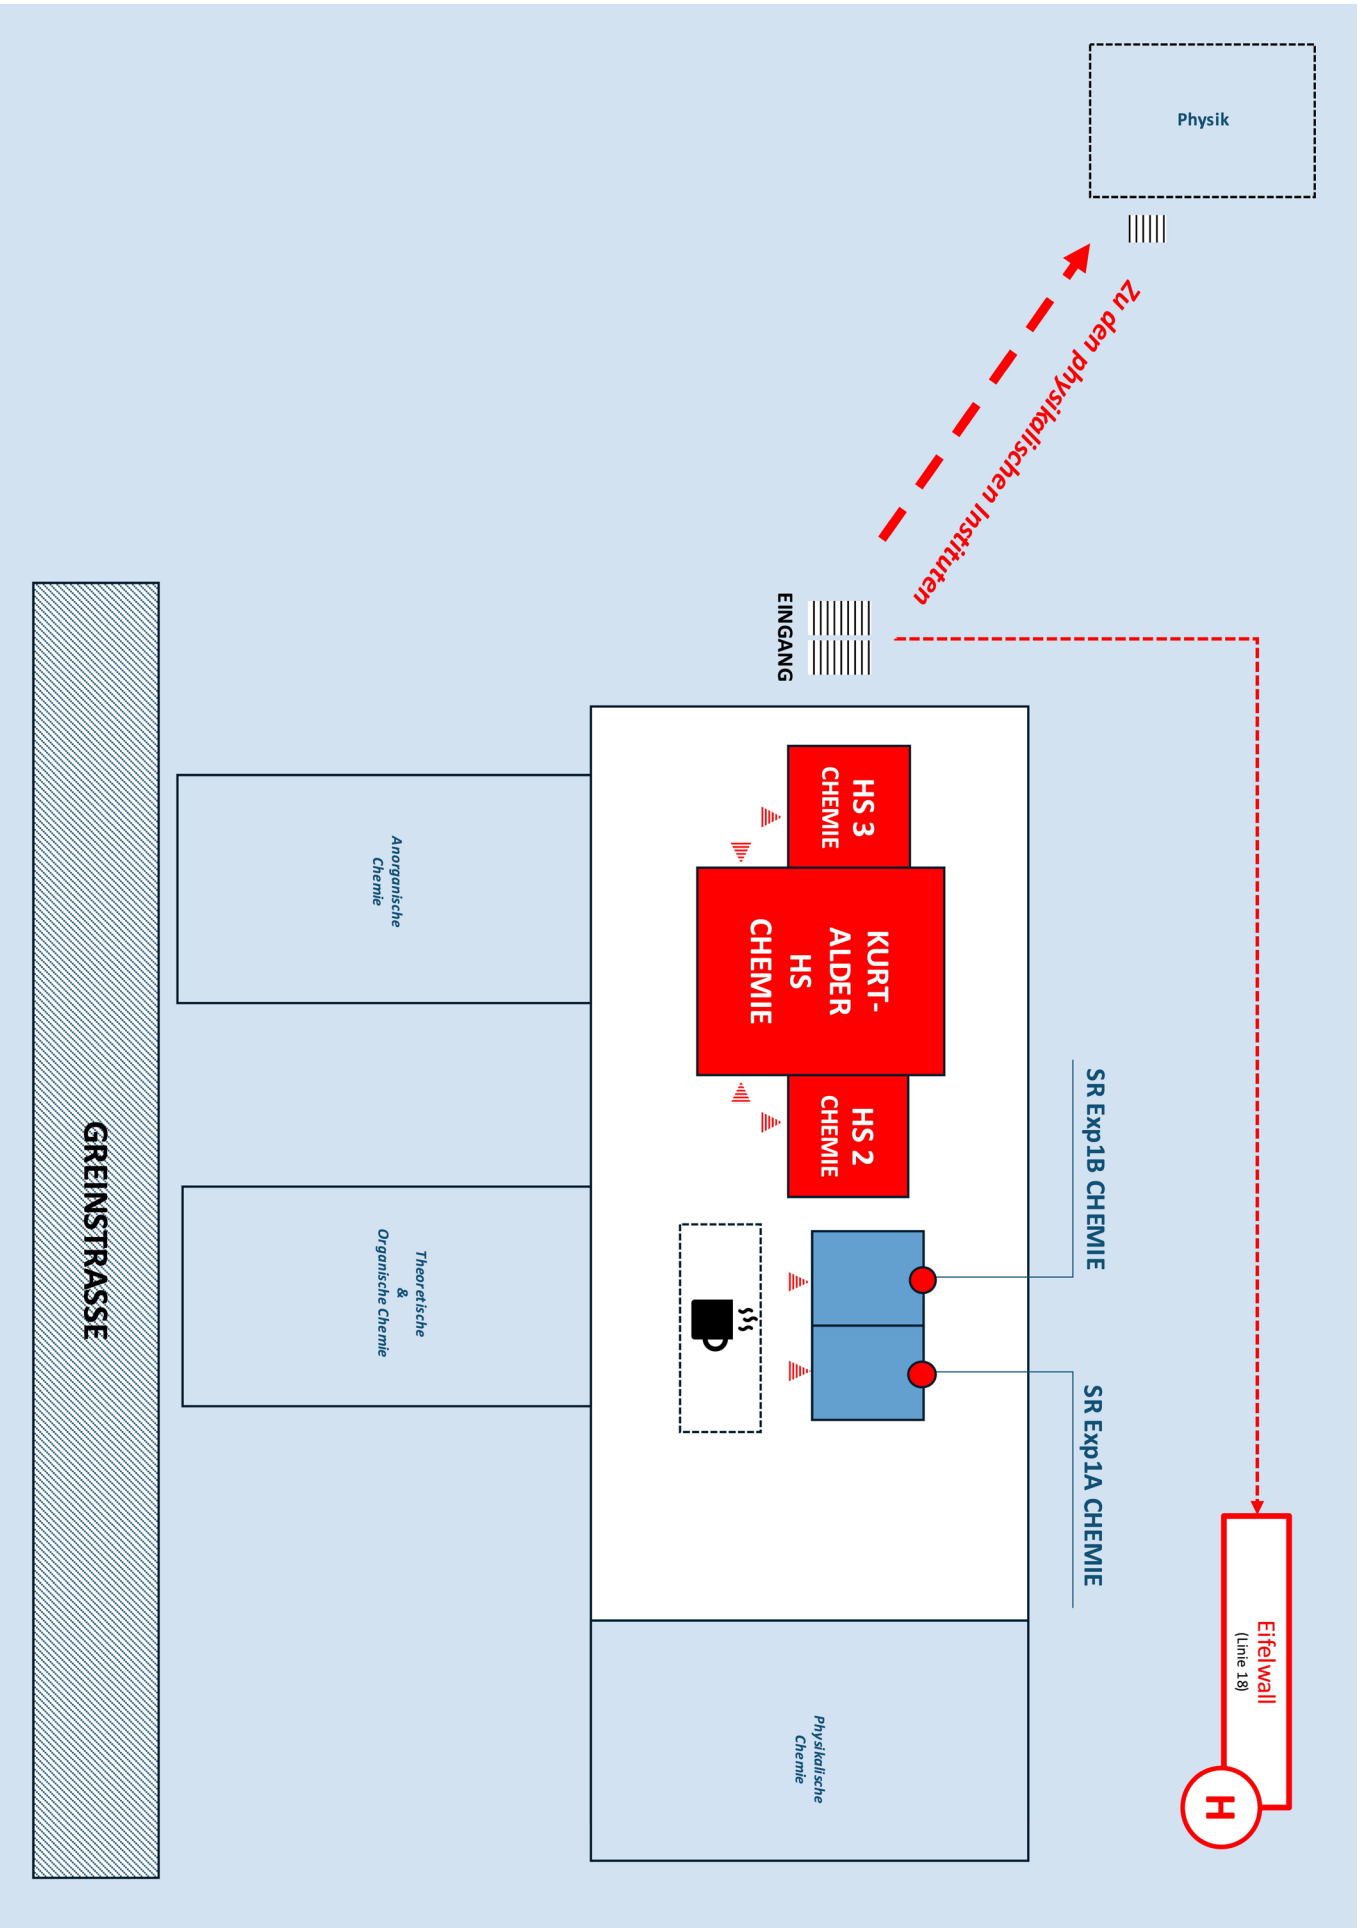 Physik
Zu den physikalischen Instituten
EINGANG
HS 3
CHEMIE
KURT-
ALDER
HS
CHEMIE
HS 2
CHEMIE
SR Exp1B CHEMIE
SR Exp1A CHEMIE
Eifelwall
(Linie 18)
H
Anorganische
Chemie
Theoretische
&
Organische Chemie
Physikalische
Chemie
GREINSTRASSE